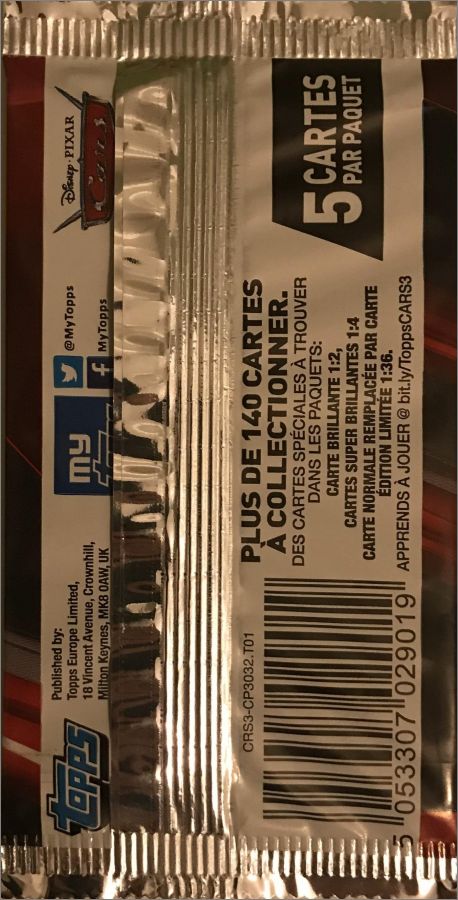 Disney · PIXAR
Cars
@MyTopps
MyTopps
my
Published by:
Topps Europe Limited,
18 Vincent Avenue, Crownhill,
Milton Keynes, MK8 0AW, UK
topps
5 CARTES
PAR PAQUET
PLUS DE 140 CARTES
À COLLECTIONNER.
DES CARTES SPÉCIALES À TROUVER
DANS LES PAQUETS:
CARTE BRILLANTE 1:2,
CARTES SUPER BRILLANTES 1:4
CARTE NORMALE REMPLACÉE PAR CARTE
ÉDITION LIMITÉE 1:36.
APPRENDS À JOUER @ bit.ly/ToppsCARS3
CRS3-CP3032.T01
5 053307 029019